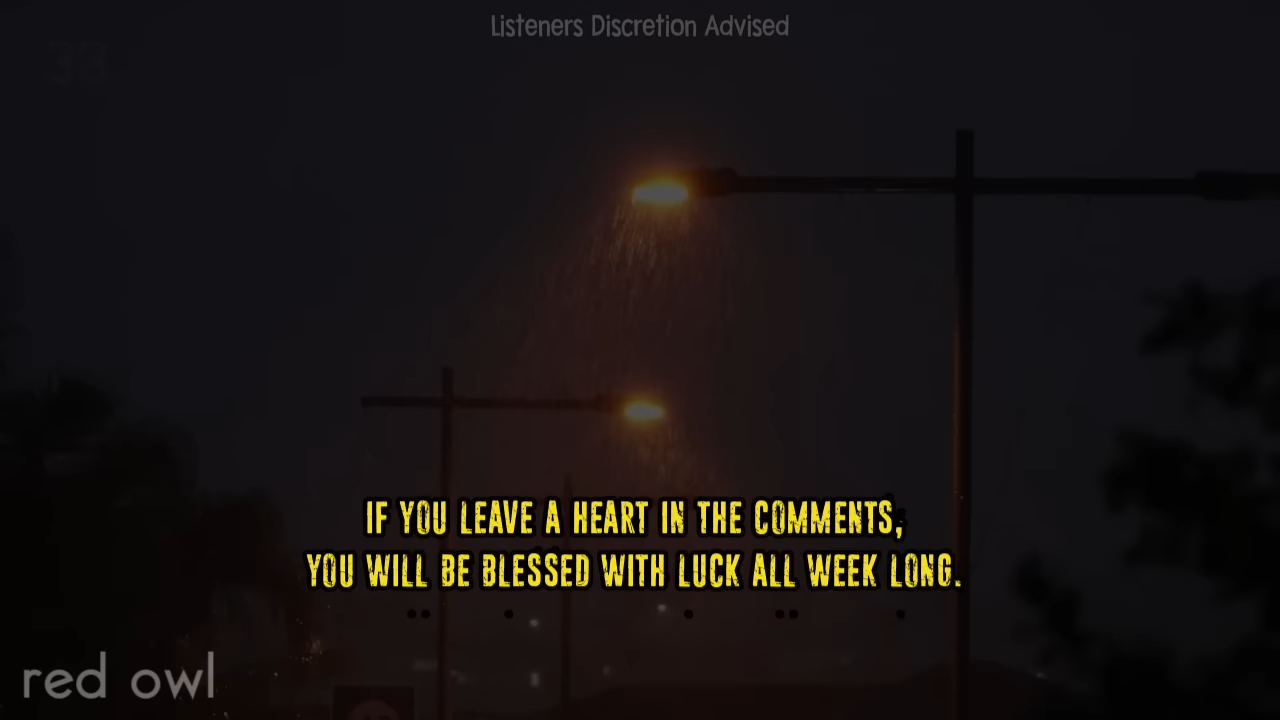 Listeners Discretion Advised
33
IF YOU LEAVE A HEART IN THE COMMENTS,
YOU WILL BE BLESSED WITH LUCK ALL WEEK LONG.
red owl